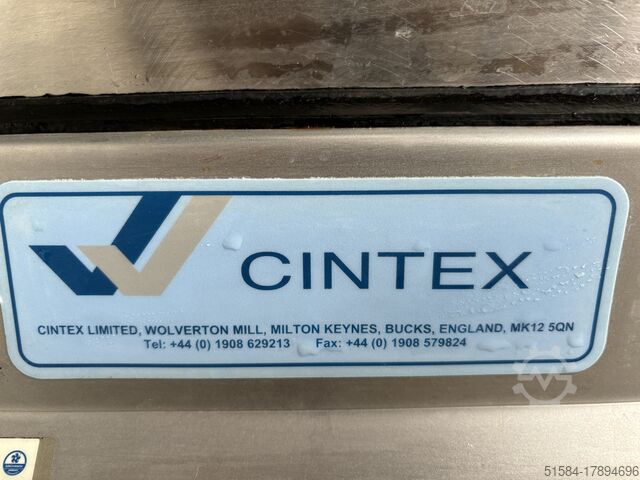 CINTEX
CINTEX LIMITED, WOLVERTON MILL, MILTON KEYNES, BUCKS, ENGLAND, MK12 5QN
Tel: +44 (0) 1908 629213 Fax: +44 (0) 1908 579824
51584-17894696